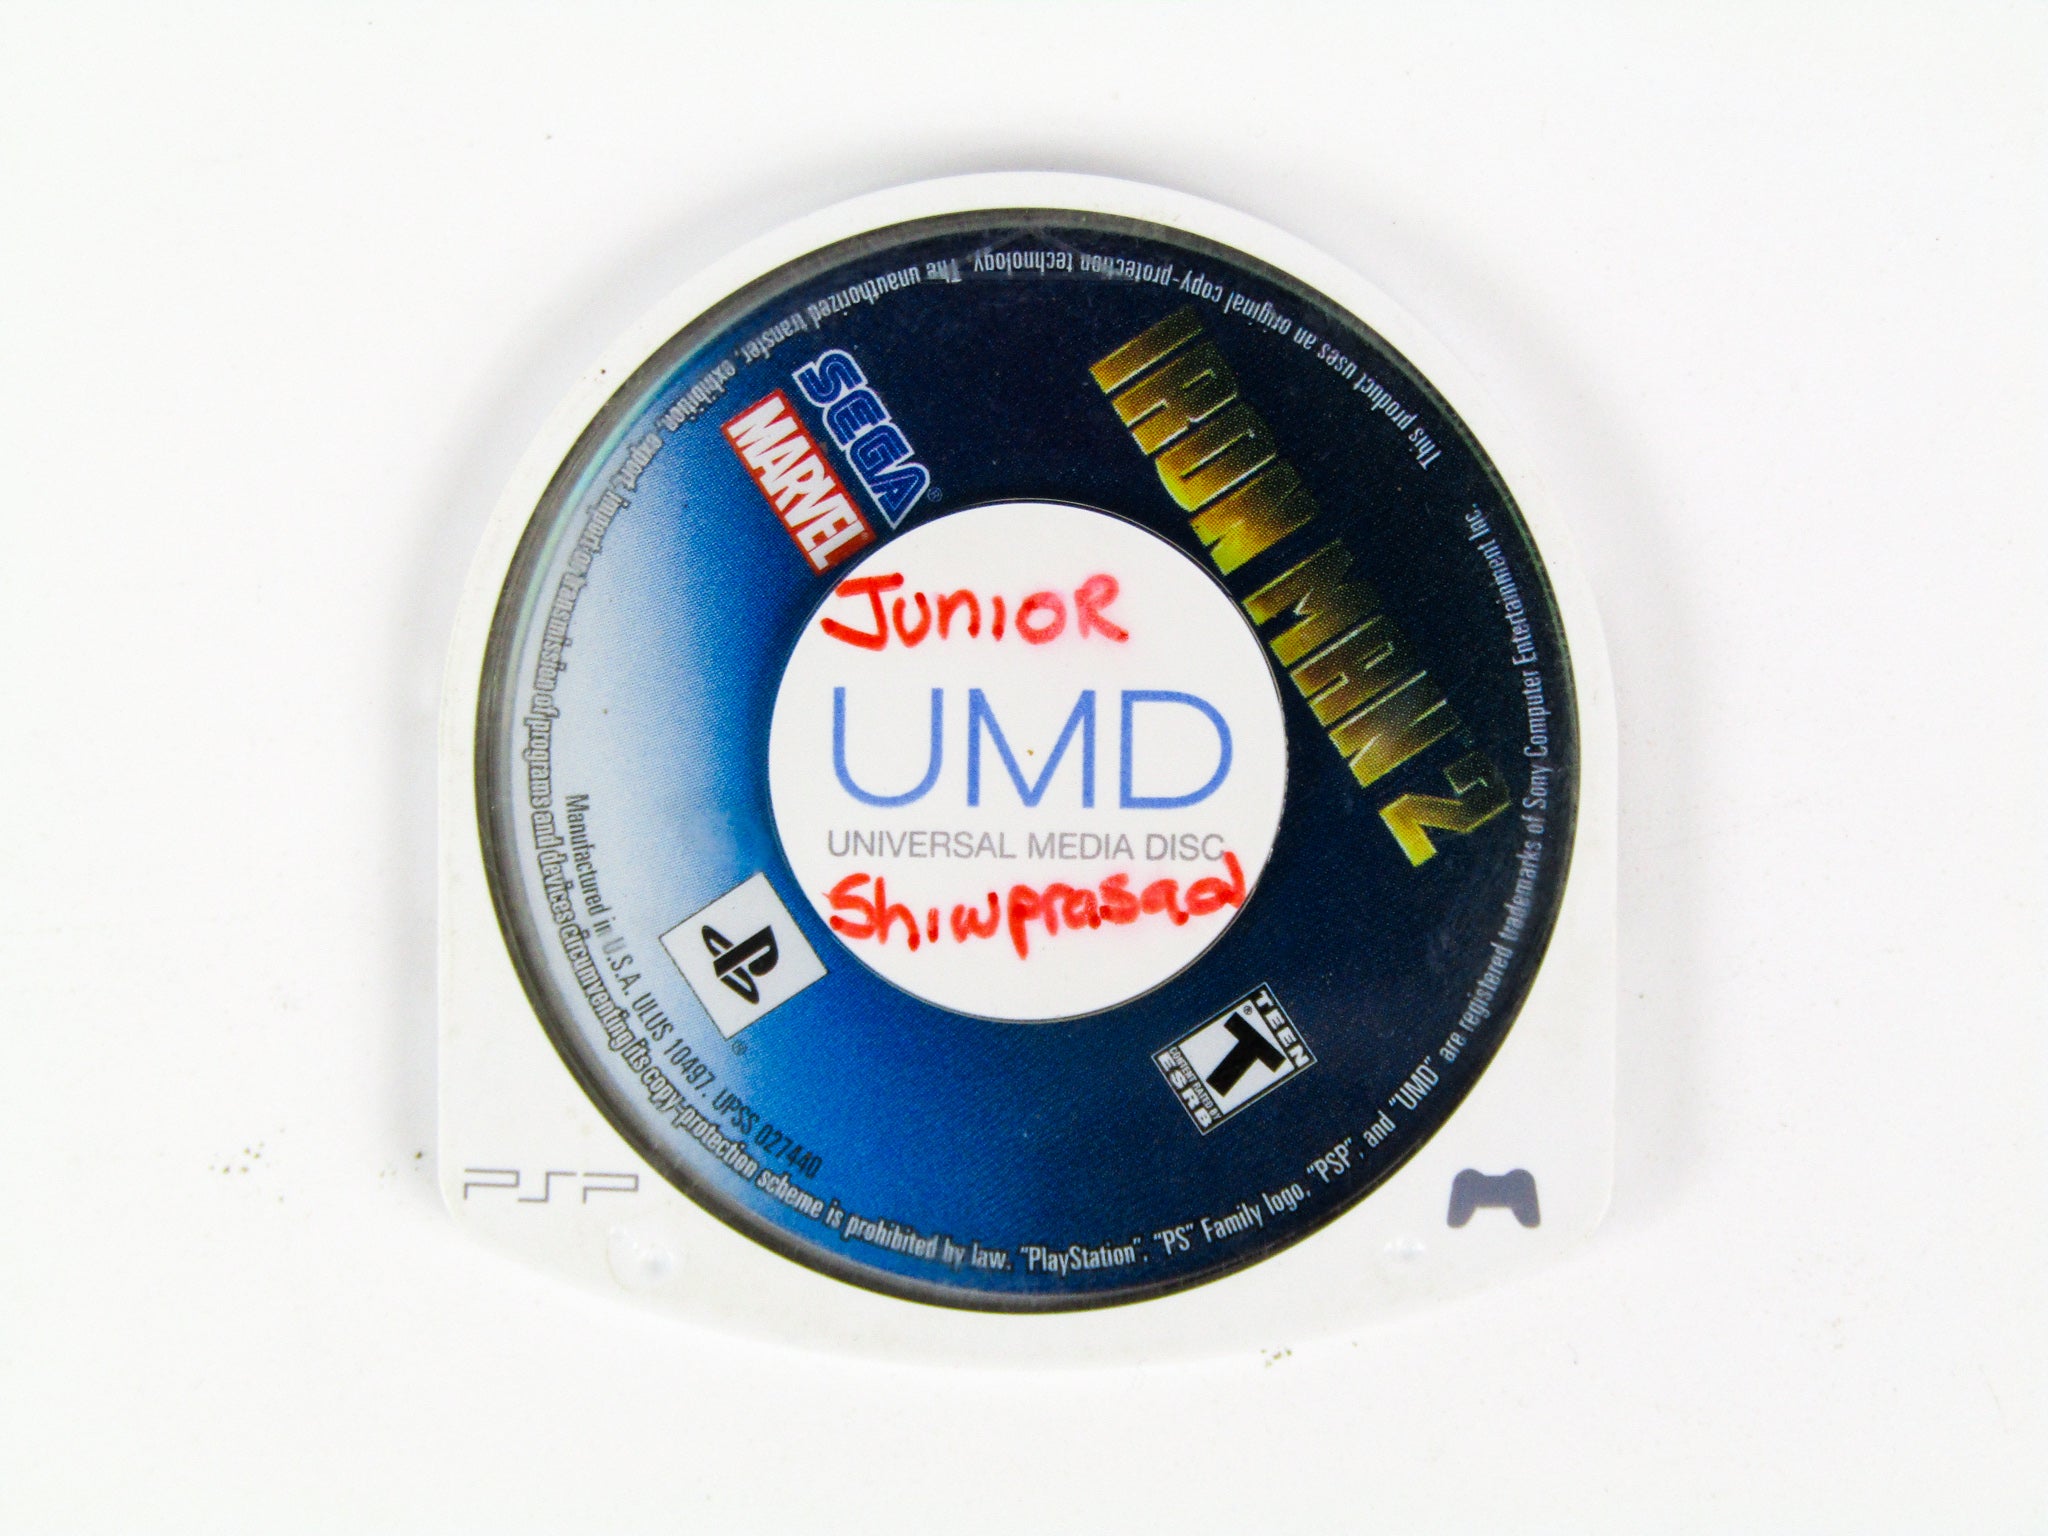 This product uses an original copy-protection technology. The unauthorized transfer, exhibition, export, import or transmission of programs and devices circumventing its copy-protection scheme is prohibited by law. "PlayStation", "PS" Family logo, "PSP", and "UMD" are registered trademarks of Sony Computer Entertainment Inc.
SEGA®
MARVEL
IRON MAN 2
JUNIOR
UMD
UNIVERSAL MEDIA DISC
Shiwprasad
Manufactured in U.S.A. ULUS 10497. UPSS 027440
®
TEEN
T®
CONTENT RATED BY
ESRB
PSP